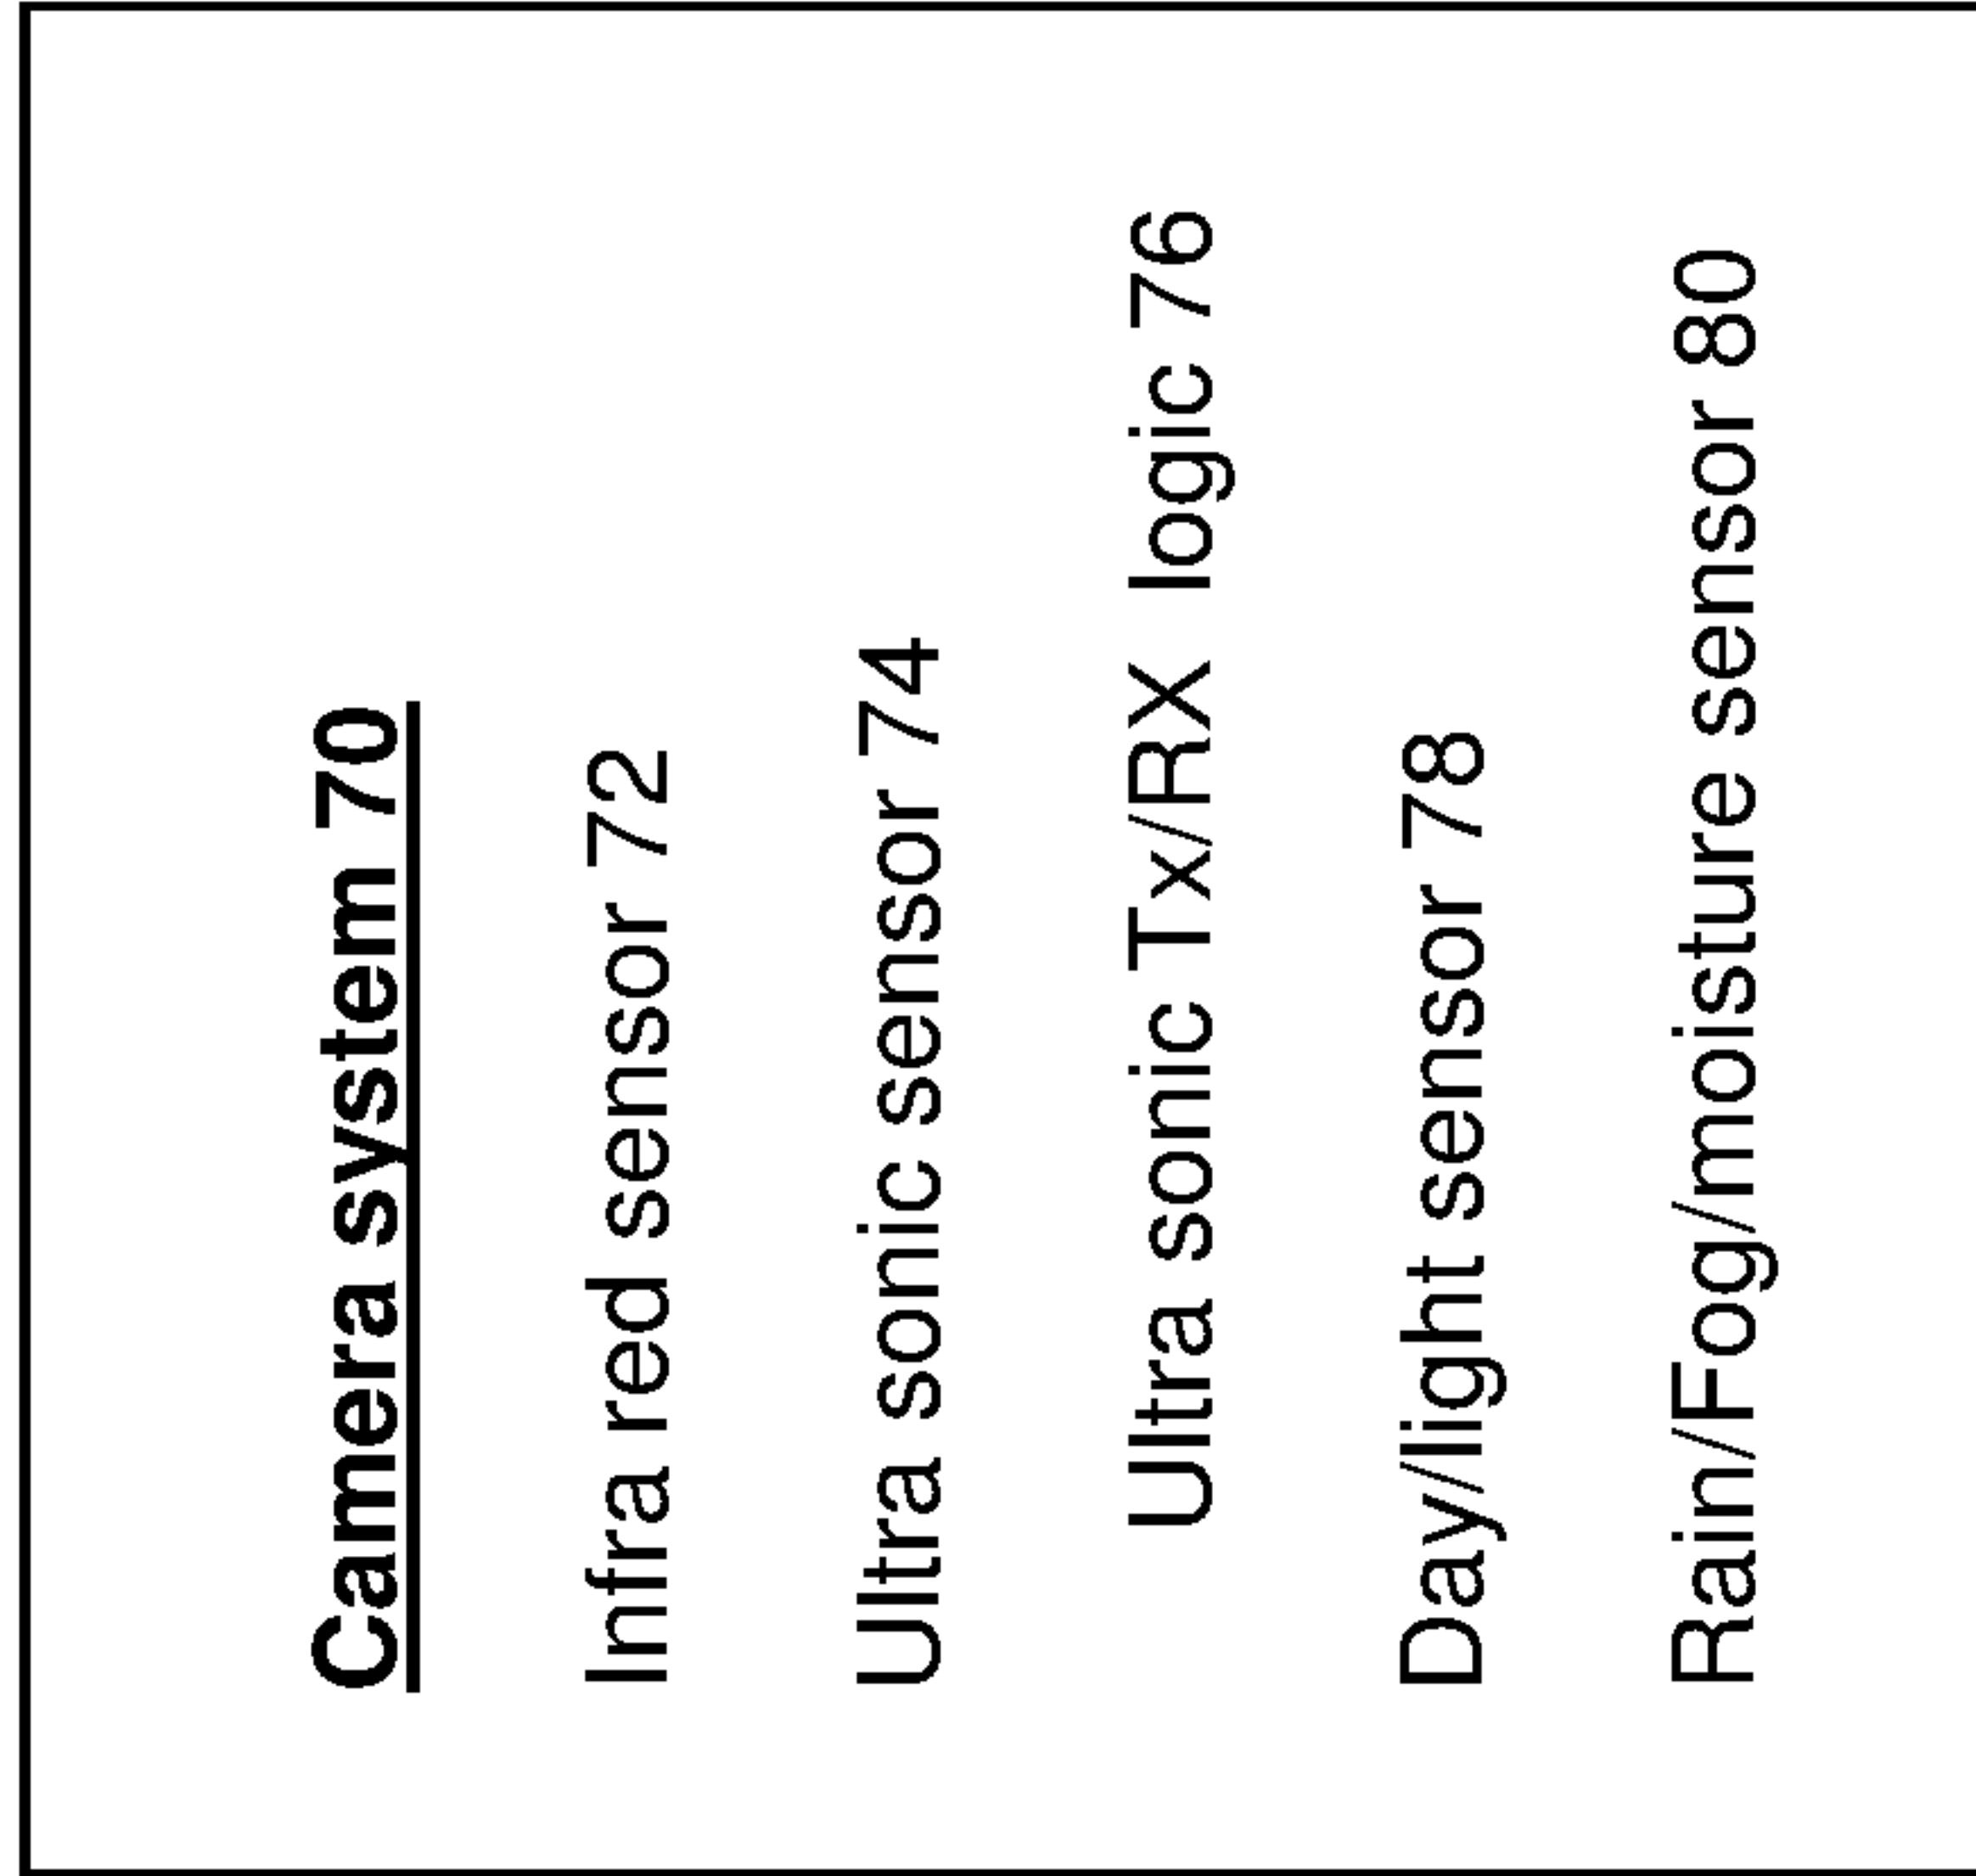 Camera system 70
Infra red sensor 72
Ultra sonic sensor 74
Ultra sonic Tx/RX  logic 76
Day/light sensor 78
Rain/Fog/moisture sensor 80